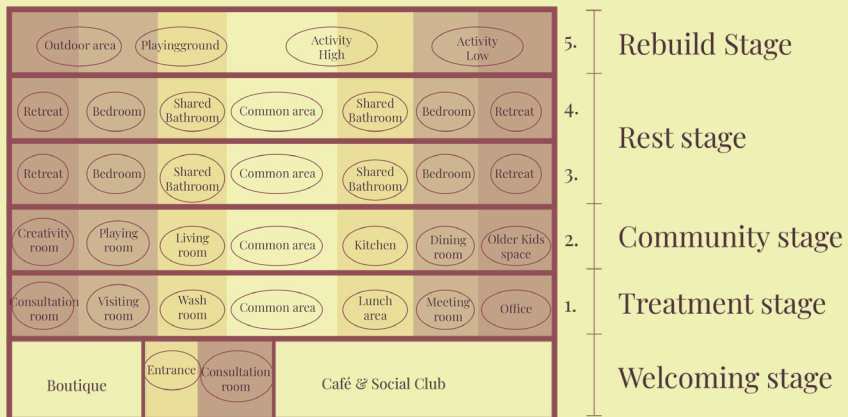 Outdoor area
Playingground
Activity
High
Activity
Low
5.
Rebuild Stage
Retreat
Bedroom
Shared
Bathroom
Common area
Shared
Bathroom
Bedroom
Retreat
4.
Rest stage
Retreat
Bedroom
Shared
Bathroom
Common area
Shared
Bathroom
Bedroom
Retreat
3.
Creativity
room
Playing
room
Living
room
Common area
Kitchen
Dining
room
Older Kids
space
2.
Community stage
Consultation
room
Visiting
room
Wash
room
Common area
Lunch
area
Meeting
room
Office
1.
Treatment stage
Boutique
Entrance
Consultation
room
Café & Social Club
Welcoming stage